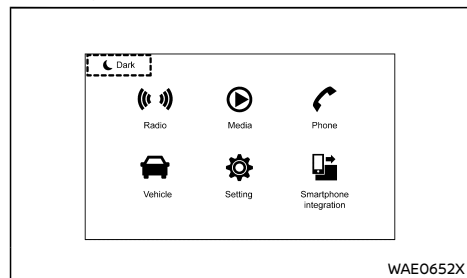 Dark
Radio
Media
Phone
Vehicle
Setting
Smartphone
integration
WAE0652X